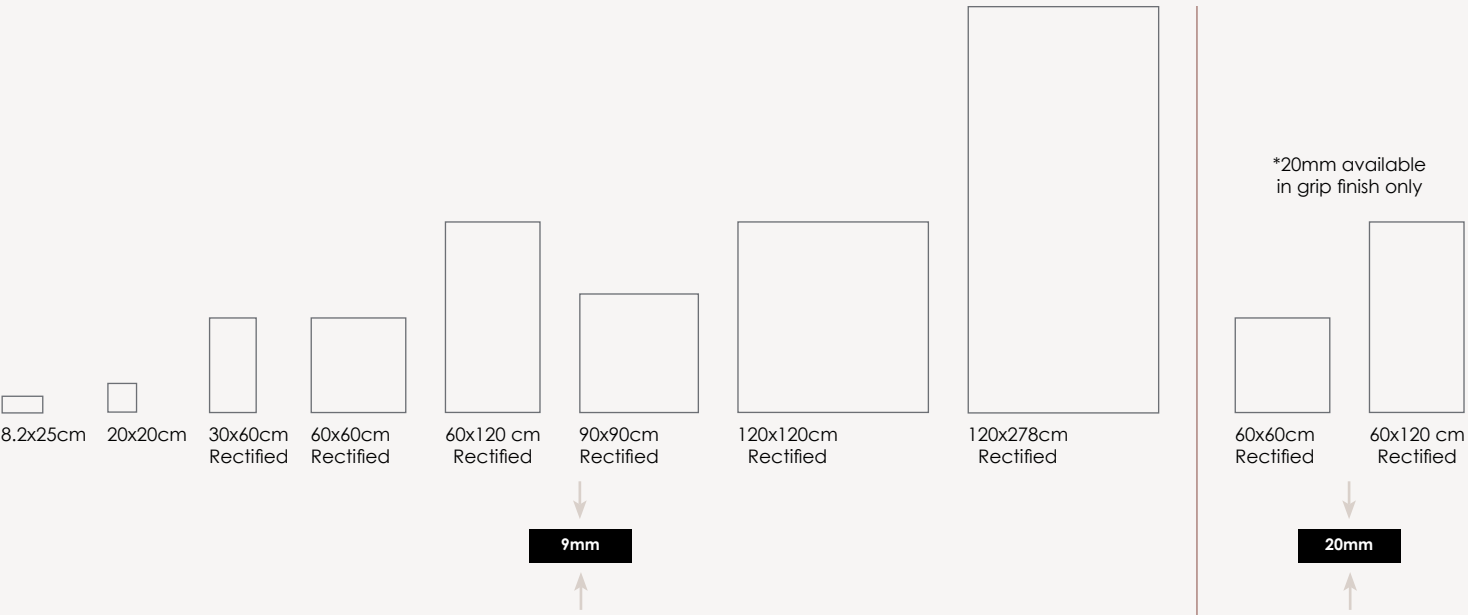 *20mm available
in grip finish only
8.2x25cm
20x20cm
30x60cm
Rectified
60x60cm
Rectified
60x120 cm
Rectified
90x90cm
Rectified
120x120cm
Rectified
120x278cm
Rectified
60x60cm
Rectified
60x120 cm
Rectified
9mm
20mm